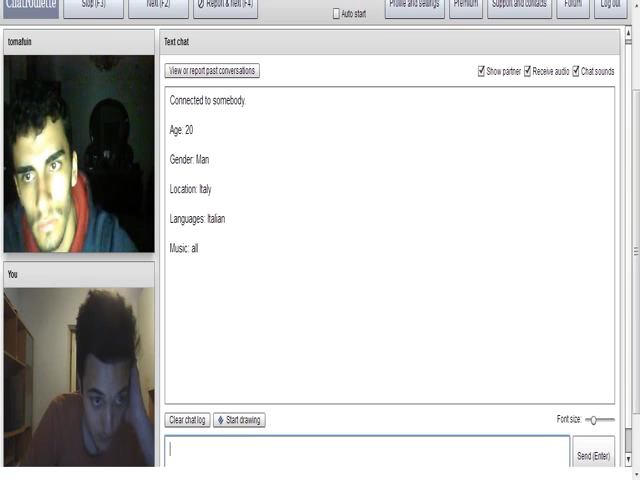 Chatroulette
Stop (F3)
Next (F2)
Report & next (F4)
Auto start
Profile and settings
Premium
Support and contacts
Forum
Log out
tomafuin
Text chat
View or report past conversations
Show partner
Receive audio
Chat sounds
Connected to somebody.
Age: 20
Gender: Man
Location: Italy
Languages: Italian
Music: all
You
Clear chat log
Start drawing
Font size:
Send (Enter)